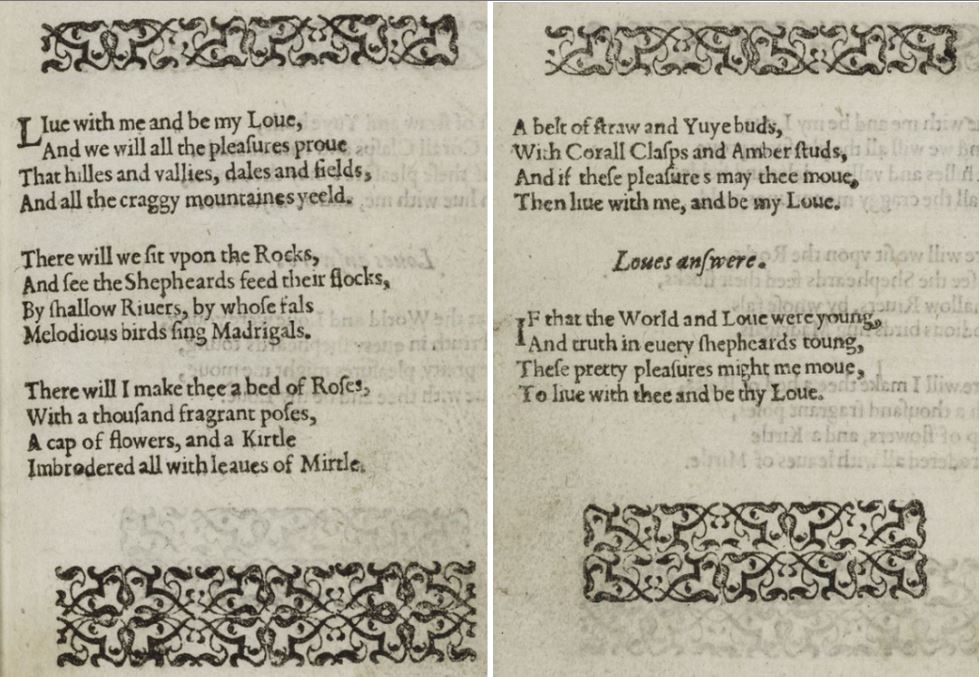 LIue with me and be my Loue,
And we will all the pleaſures proue
That hilles and vallies, dales and fields,
And all the craggy mountaines yeeld.
There will we ſit vpon the Rocks,
And ſee the Shepheards feed their flocks,
By ſhallow Riuers, by whoſe fals
Melodious birds ſing Madrigals.
There will I make thee a bed of Roſes,
With a thouſand fragrant poſes,
A cap of flowers, and a Kirtle
Imbrodered all with leaues of Mirtle.
A belt of ſtraw and Yuye buds,
With Corall Claſps and Amber ſtuds,
And if theſe pleaſures may thee moue,
Then liue with me, and be my Loue.
Loues anſwere.
IF that the World and Loue were young,
And truth in euery ſhepheards toung,
Theſe pretty pleaſures might me moue,
To liue with thee and be thy Loue.